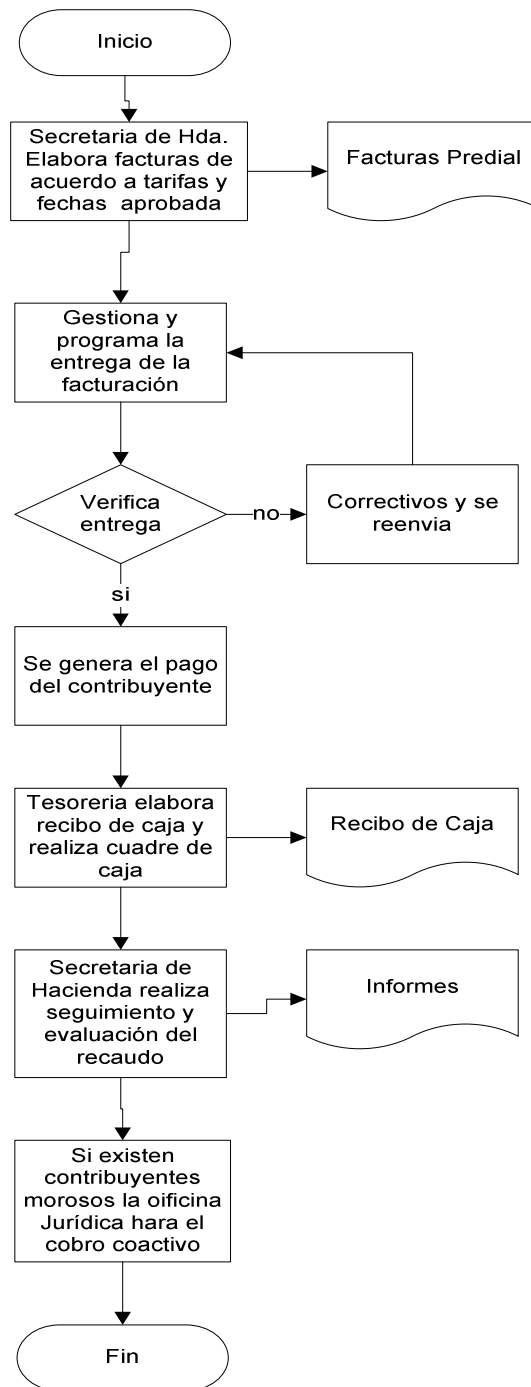 Inicio
Secretaria de Hda.
Elabora facturas de
acuerdo a tarifas y
fechas aprobada
Facturas Predial
Gestiona y
programa la
entrega de la
facturación
Verifica
entrega
no
Correctivos y se
reenvia
si
Se genera el pago
del contribuyente
Tesoreria elabora
recibo de caja y
realiza cuadre de
caja
Recibo de Caja
Secretaria de
Hacienda realiza
seguimiento y
evaluación del
recaudo
Informes
Si existen
contribuyentes
morosos la oificina
Jurídica hara el
cobro coactivo
Fin